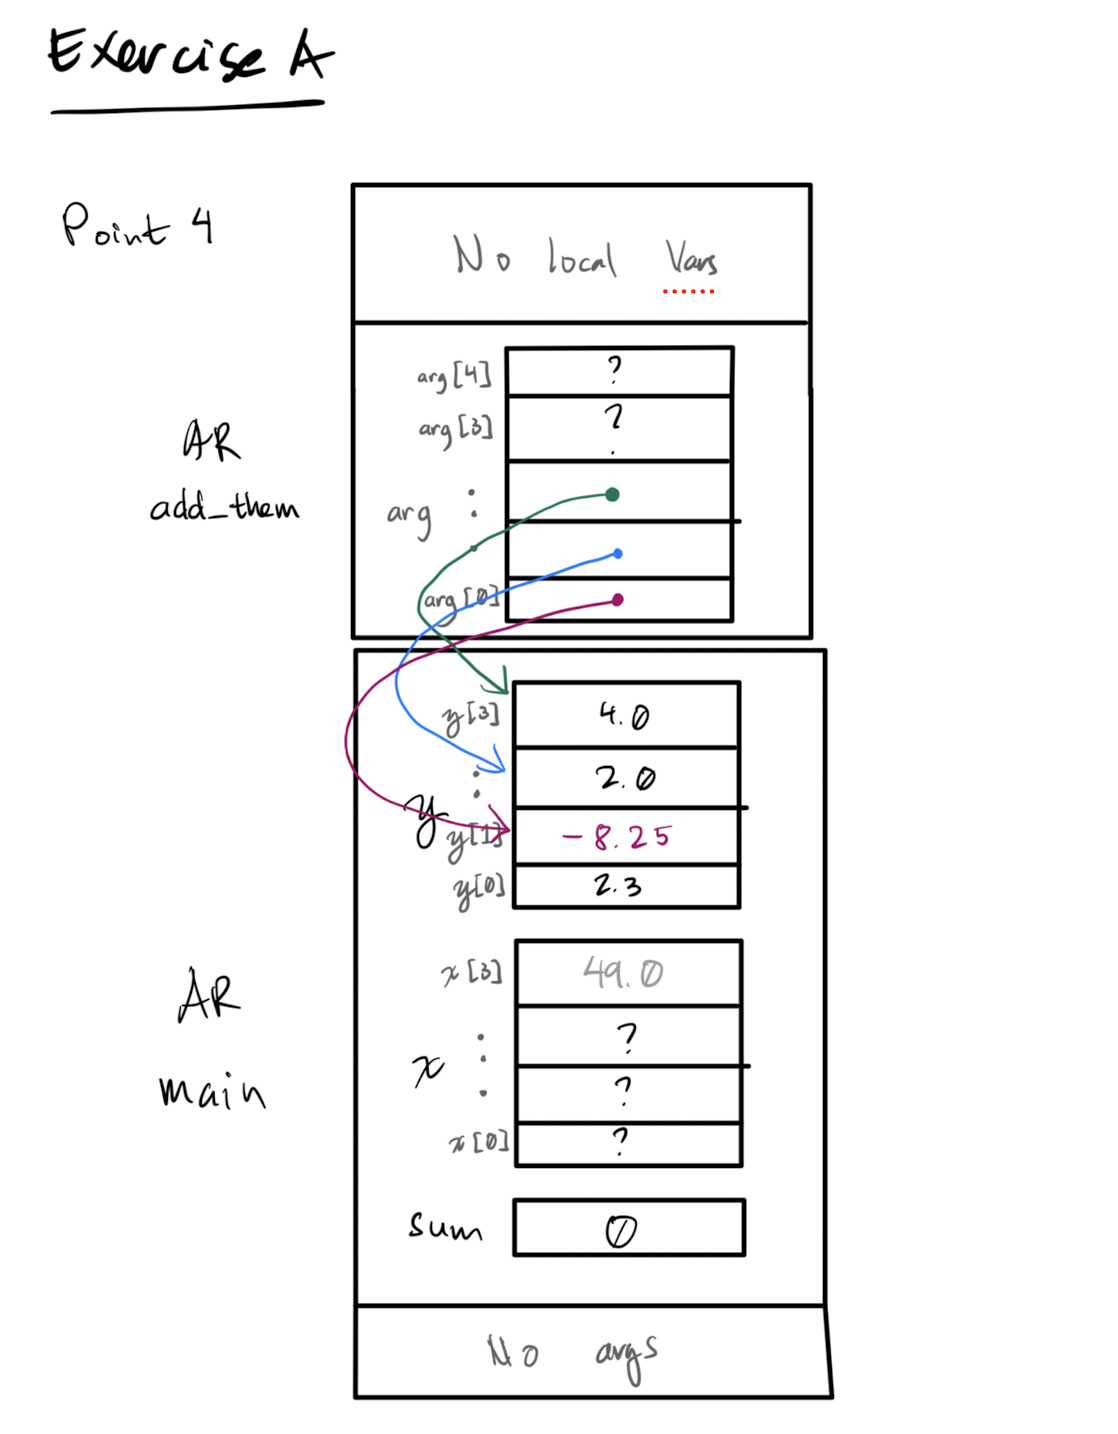 Exercise A
Point 4
No local Vars
arg[4] ?
arg[3] ?
AR
add_them
arg
arg[0]
y[3] 4.0
2.0
y
y[1] -8.25
y[0] 2.3
x[3] 49.0
AR
?
x
main
?
x[0] ?
Sum 0
No args